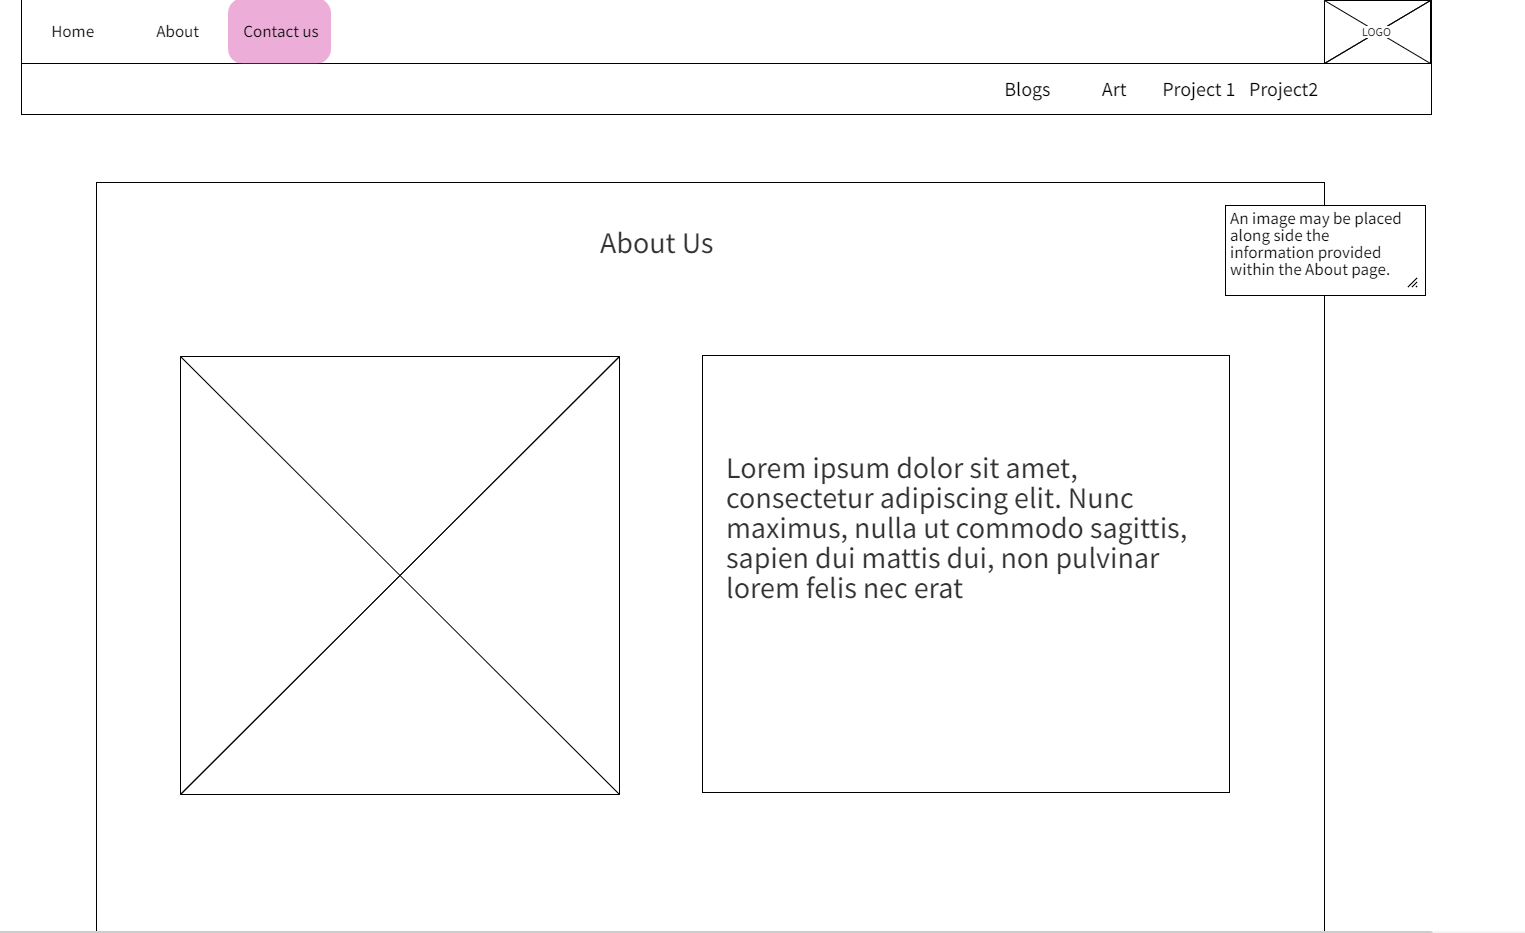 Home About Contact us LOGO
Blogs Art Project 1 Project2
About Us
An image may be placed
along side the
information provided
within the About page.
Lorem ipsum dolor sit amet,
consectetur adipiscing elit. Nunc
maximus, nulla ut commodo sagittis,
sapien dui mattis dui, non pulvinar
lorem felis nec erat